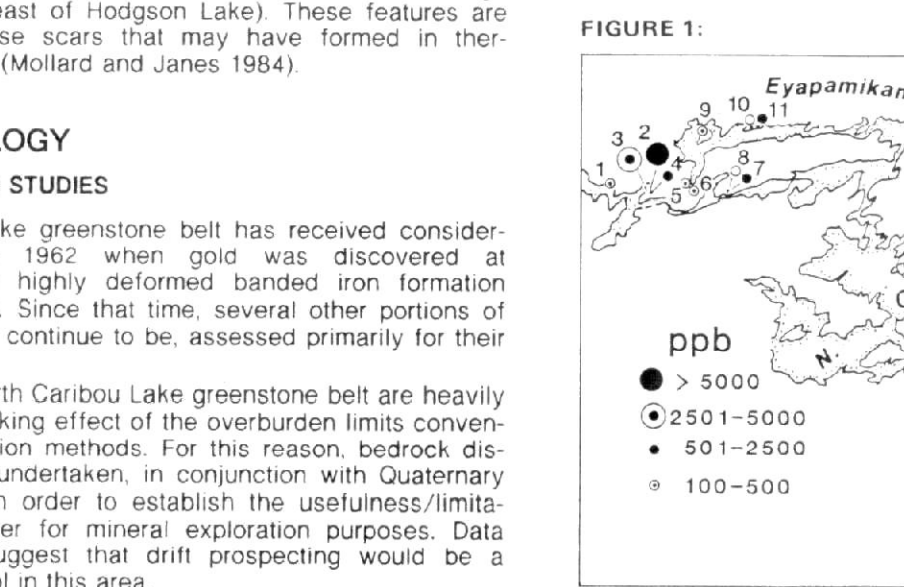 east of Hodgson Lake). These features are
se scars that may have formed in ther-
(Mollard and Janes 1984).
OGY
STUDIES
ke greenstone belt has received consider-
1962 when gold was discovered at
highly deformed banded iron formation
. Since that time, several other portions of
continue to be, assessed primarily for their
rth Caribou Lake greenstone belt are heavily
king effect of the overburden limits conven-
ion methods. For this reason, bedrock dis-
undertaken, in conjunction with Quaternary
n order to establish the usefulness/limita-
er for mineral exploration purposes. Data
uggest that drift prospecting would be a
ol in this area
FIGURE 1:
Eyapamikan
9 10 11
3 2
1 4 8 7
5 6
N.
ppb
> 5000
2501-5000
501-2500
100-500